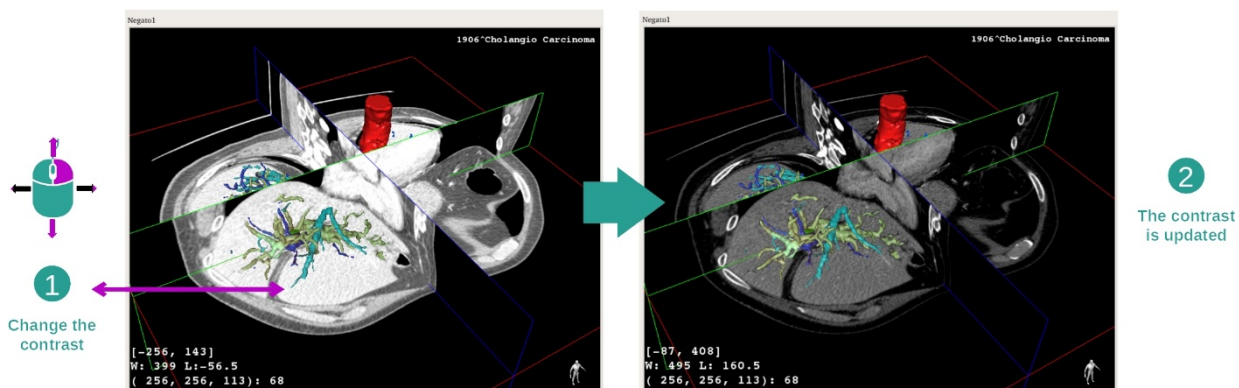 Negato1
1906^Cholangio Carcinoma
1
Change the
contrast
[-256, 143]
W: 399 L:-56.5
( 256, 256, 113): 68
Negato1
1906^Cholangio Carcinoma
[-87, 408]
W: 495 L: 160.5
( 256, 256, 113): 68
2
The contrast
is updated